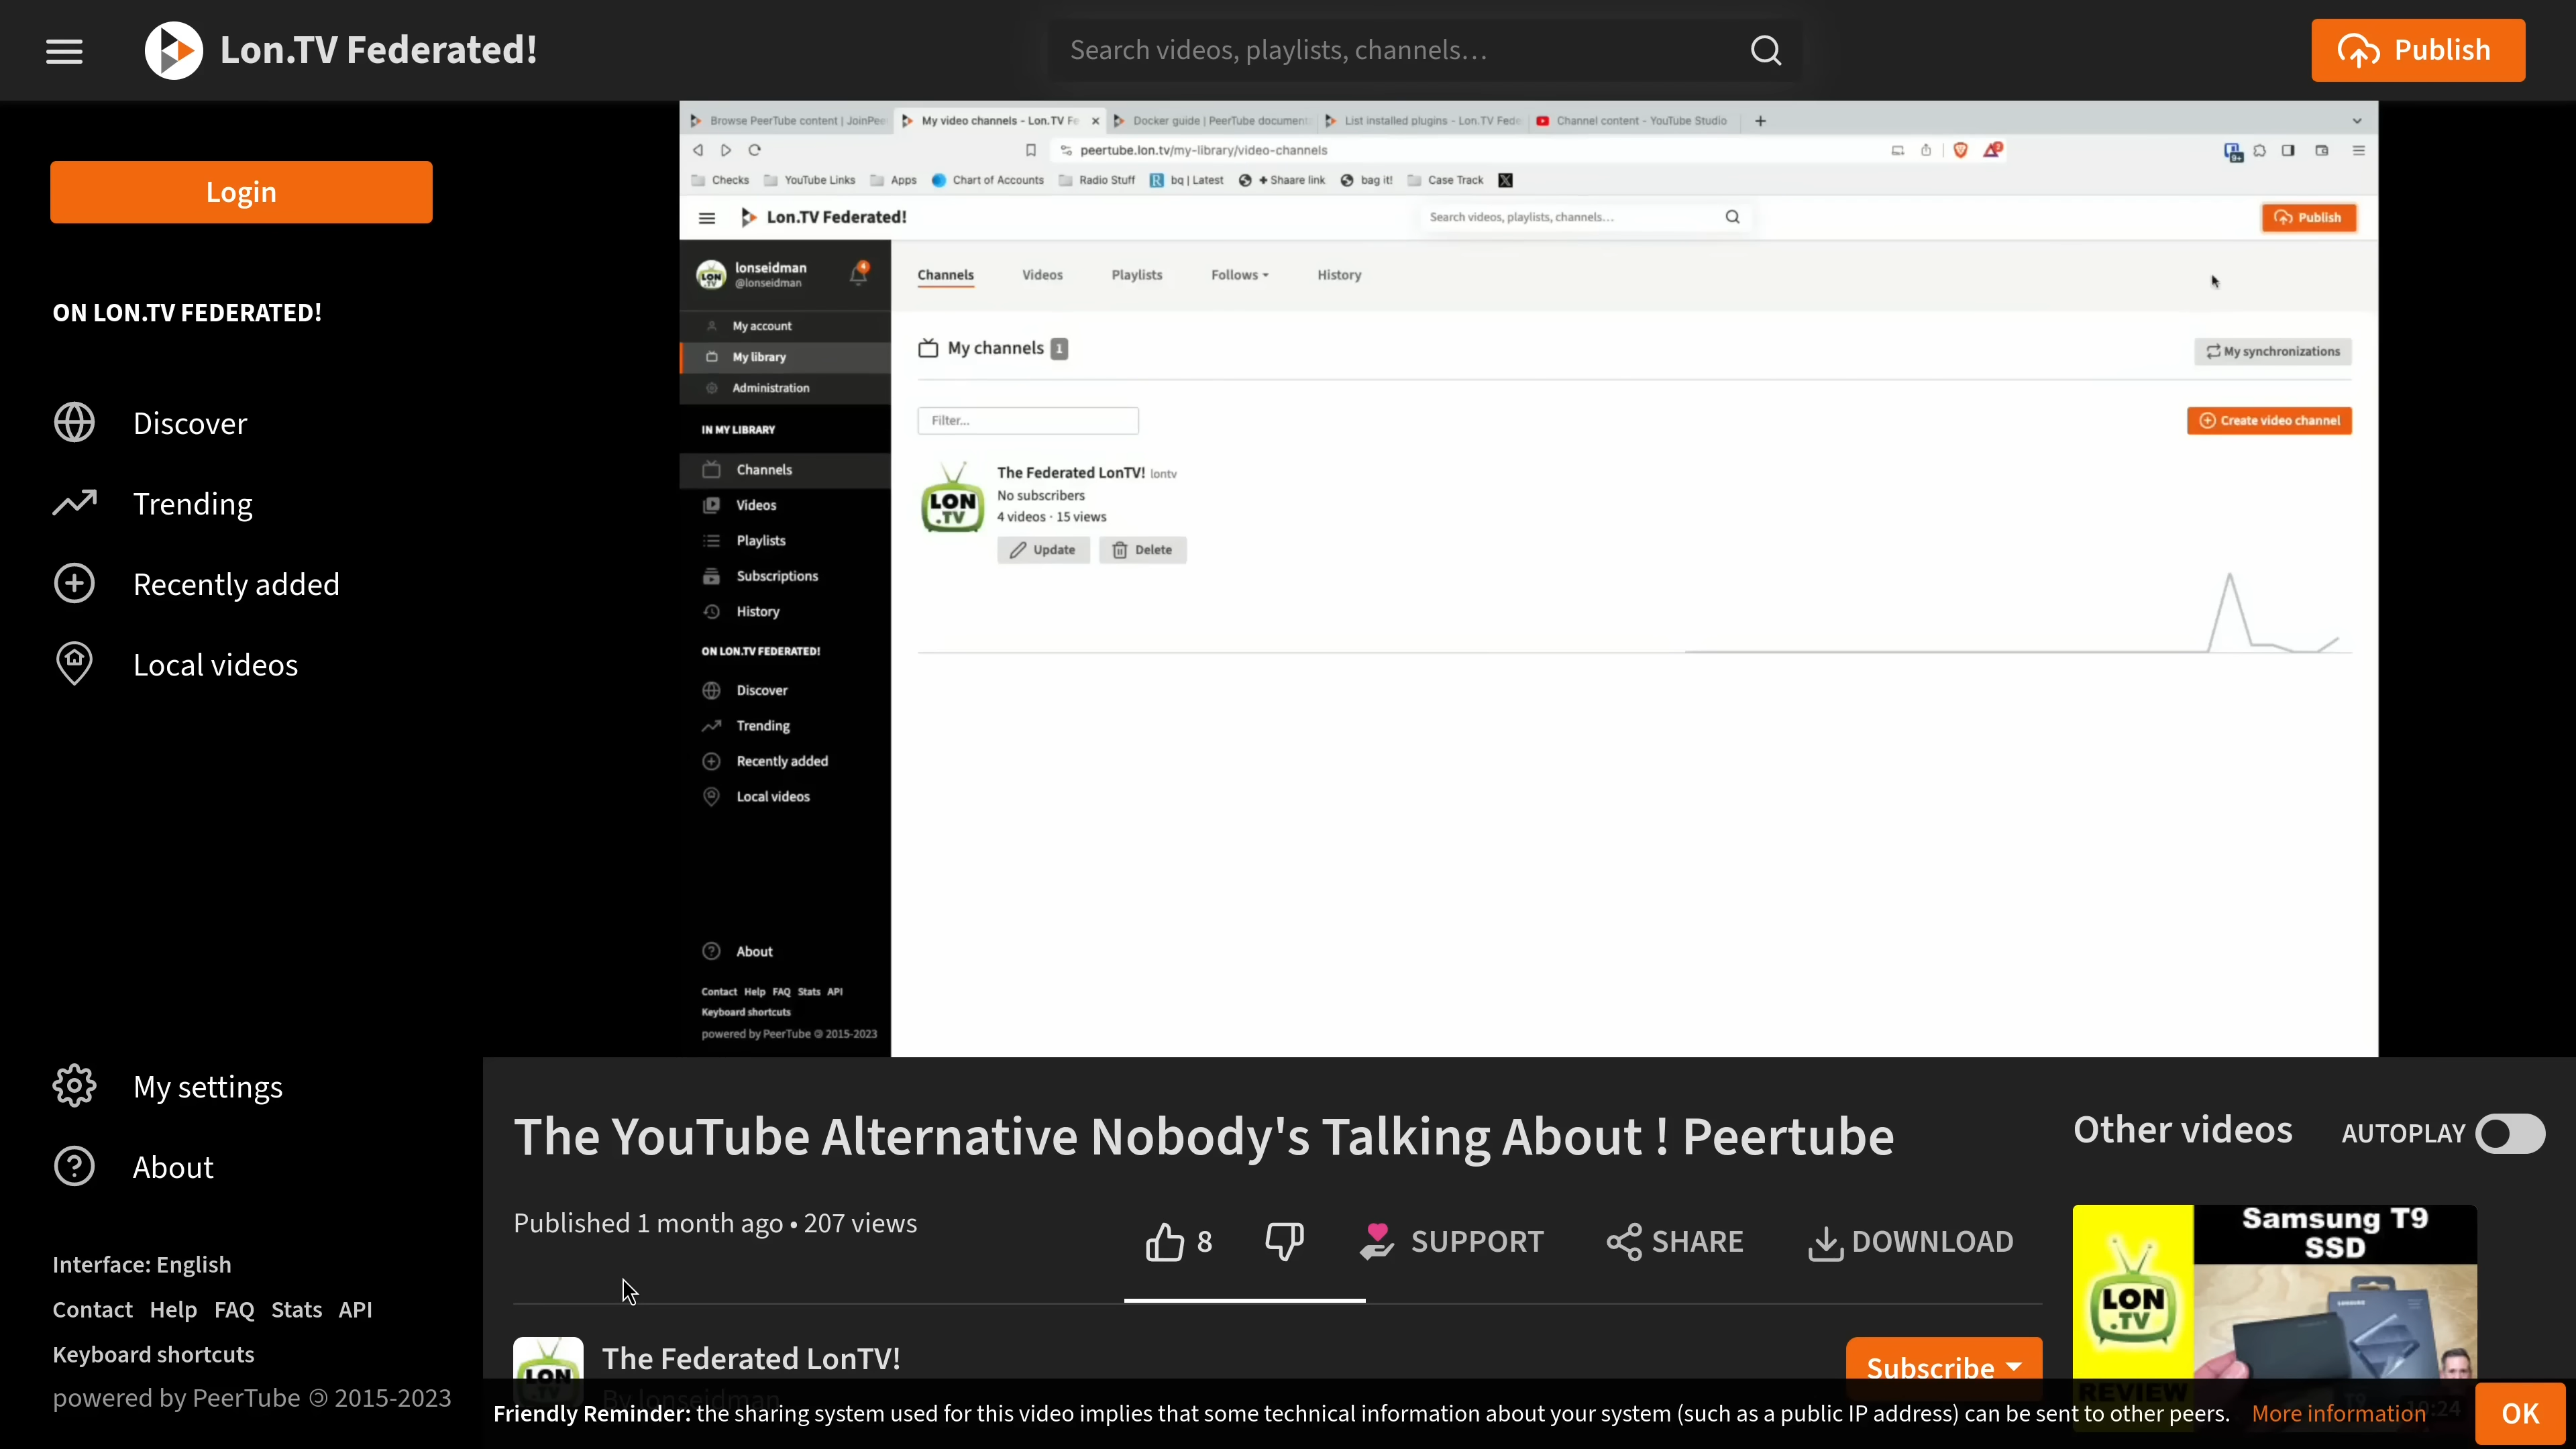 Lon.TV Federated!
Search videos, playlists, channels…
Publish
Login
ON LON.TV FEDERATED!
Discover
Trending
Recently added
Local videos
My settings
About
Interface: English
Contact Help FAQ Stats API
Keyboard shortcuts
powered by PeerTube 2015-2023
Browse PeerTube content | JoinPee
My video channels - Lon.TV Fe
Docker guide | PeerTube document
List installed plugins - Lon.TV Fede
Channel content - YouTube Studio
peertube.lon.tv/my-library/video-channels
Checks YouTube Links Apps Chart of Accounts Radio Stuff bq | Latest ✦ Shaare link bag it! Case Track
Lon.TV Federated!
Search videos, playlists, channels…
Publish
lonseidman
@lonseidman
My account
My library
Administration
IN MY LIBRARY
Channels
Videos
Playlists
Subscriptions
History
ON LON.TV FEDERATED!
Discover
Trending
Recently added
Local videos
About
Contact Help FAQ Stats API
Keyboard shortcuts
powered by PeerTube 2015-2023
Channels Videos Playlists Follows History
My channels 1
My synchronizations
Filter...
Create video channel
LON
.TV
The Federated LonTV! lontv
No subscribers
4 videos · 15 views
Update Delete
The YouTube Alternative Nobody's Talking About ! Peertube
Published 1 month ago • 207 views
8
SUPPORT
SHARE
DOWNLOAD
LON
The Federated LonTV!
By lonseidman
Subscribe
Other videos
AUTOPLAY
Samsung T9
SSD
LON
.TV
REVIEW
Friendly Reminder: the sharing system used for this video implies that some technical information about your system (such as a public IP address) can be sent to other peers. More information
OK